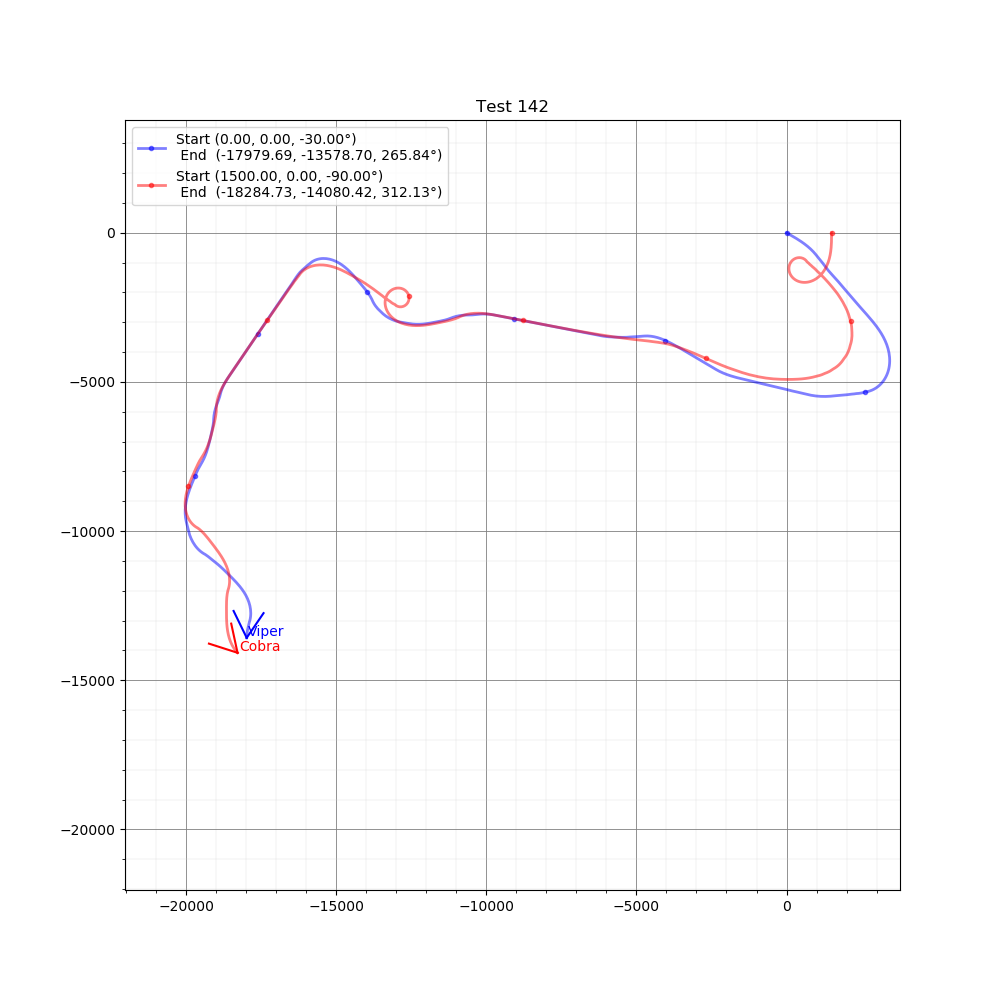 Test 142
Start (0.00, 0.00, -30.00°)
End  (-17979.69, -13578.70, 265.84°)
Start (1500.00, 0.00, -90.00°)
End  (-18284.73, -14080.42, 312.13°)
0
−5000
−10000
−15000
−20000
Viper
Cobra
−20000
−15000
−10000
−5000
0